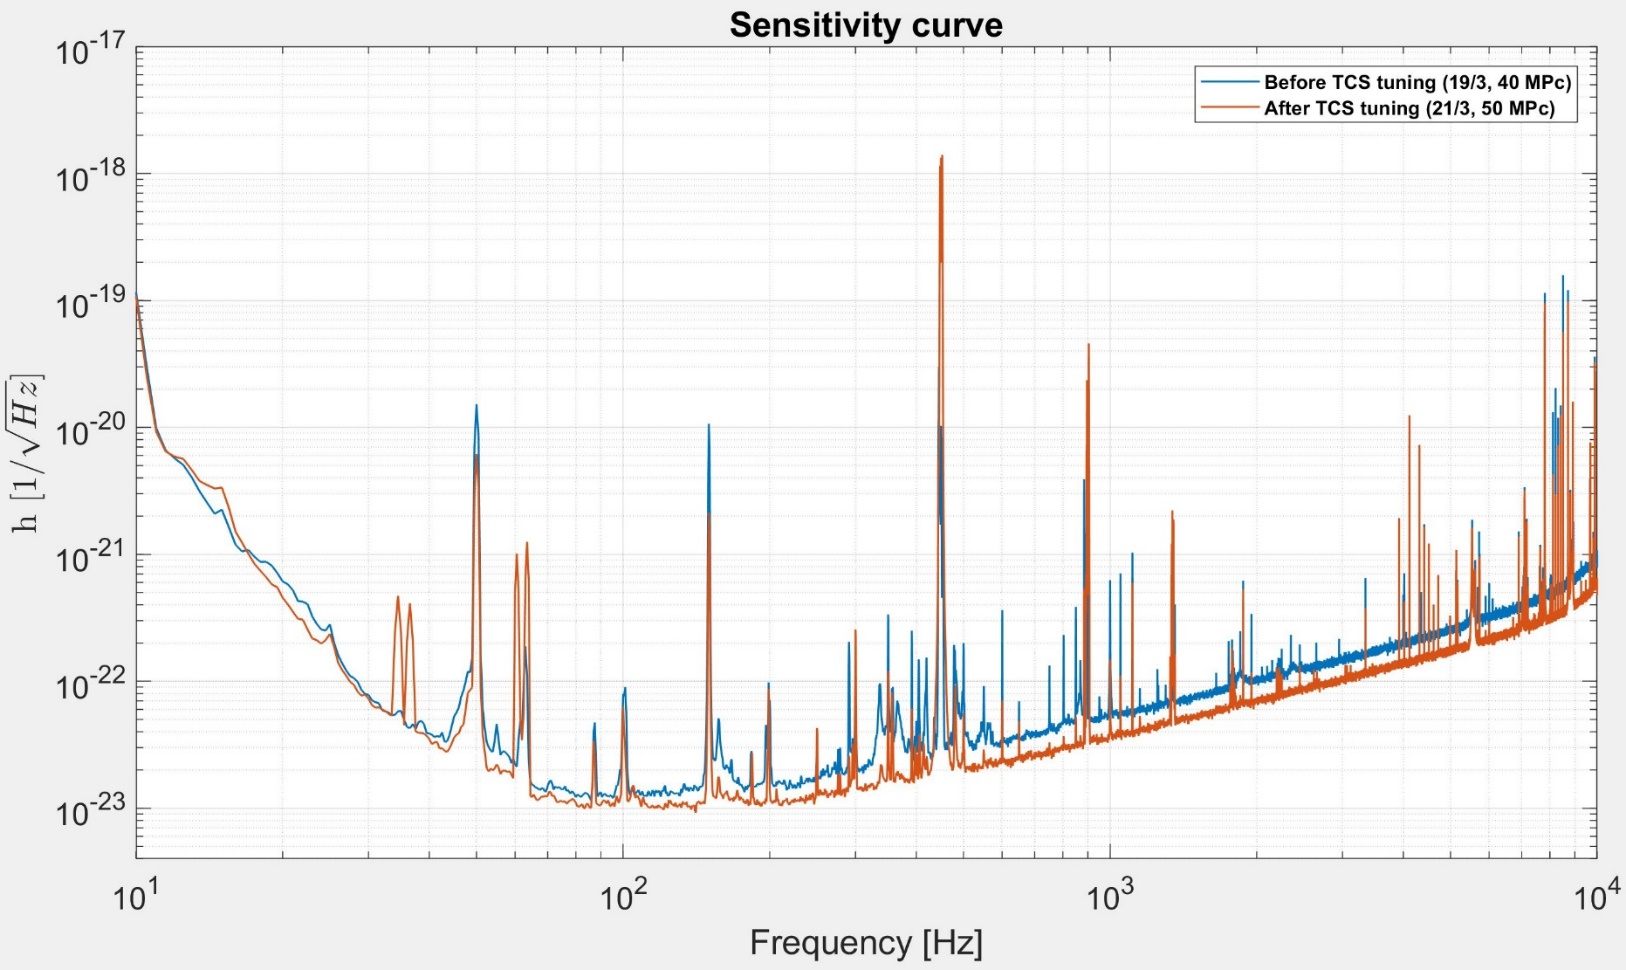 Sensitivity curve
Before TCS tuning (19/3, 40 MPc)
After TCS tuning (21/3, 50 MPc)
10⁻¹⁷
10⁻¹⁸
10⁻¹⁹
10⁻²⁰
10⁻²¹
10⁻²²
10⁻²³
h [1/√Hz]
10¹ 10² 10³ 10⁴
Frequency [Hz]